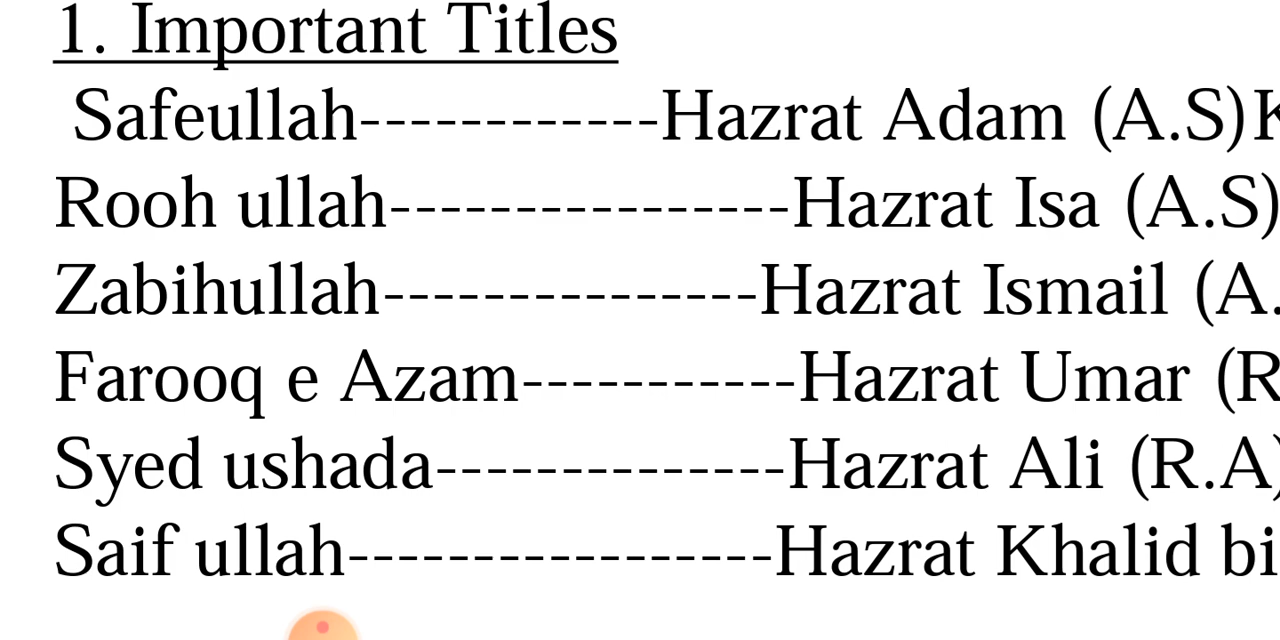 1. Important Titles
Safeullah------------Hazrat Adam (A.S)K
Rooh ullah----------------Hazrat Isa (A.S)
Zabihullah---------------Hazrat Ismail (A.
Farooq e Azam-----------Hazrat Umar (R
Syed ushada--------------Hazrat Ali (R.A)
Saif ullah-----------------Hazrat Khalid bi